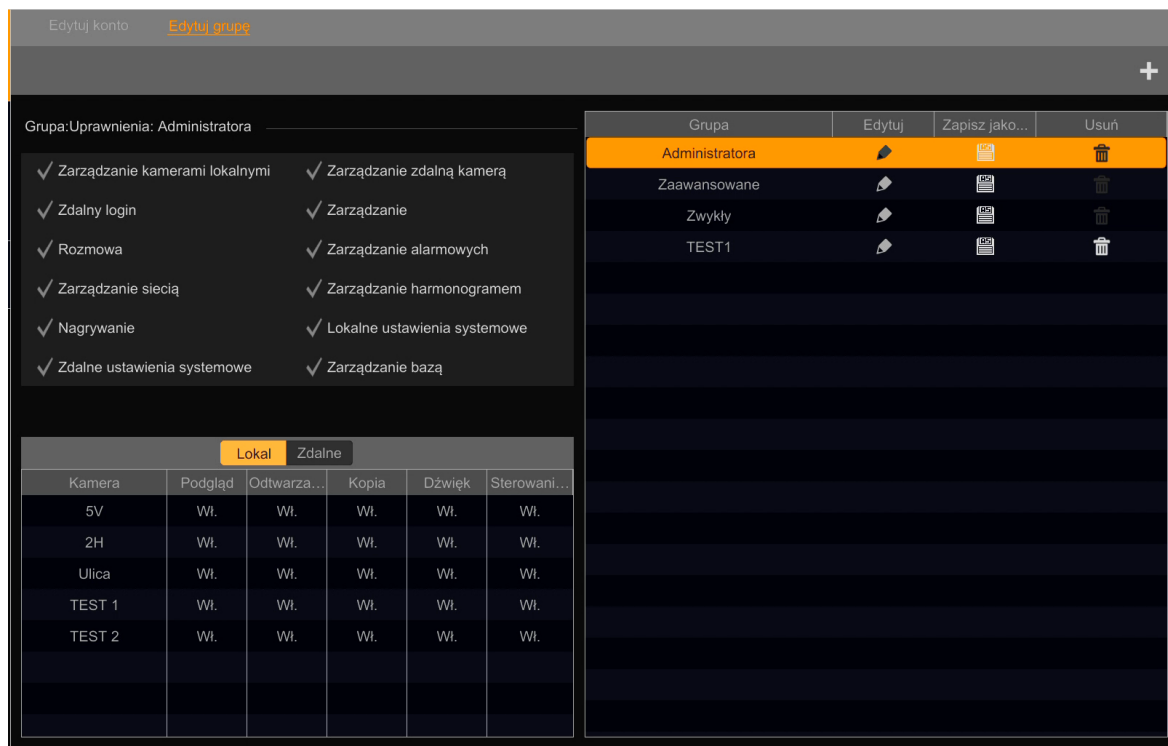 Edytuj konto Edytuj grupę
Grupa:Uprawnienia: Administratora
Zarządzanie kamerami lokalnymi Zarządzanie zdalną kamerą
Zdalny login Zarządzanie
Rozmowa Zarządzanie alarmowych
Zarządzanie siecią Zarządzanie harmonogramem
Nagrywanie Lokalne ustawienia systemowe
Zdalne ustawienia systemowe Zarządzanie bazą
Lokal Zdalne
Kamera Podgląd Odtwarza... Kopia Dźwięk Sterowani...
5V Wł. Wł. Wł. Wł. Wł.
2H Wł. Wł. Wł. Wł. Wł.
Ulica Wł. Wł. Wł. Wł. Wł.
TEST 1 Wł. Wł. Wł. Wł. Wł.
TEST 2 Wł. Wł. Wł. Wł. Wł.
Grupa Edytuj Zapisz jako... Usuń
Administratora
Zaawansowane
Zwykły
TEST1